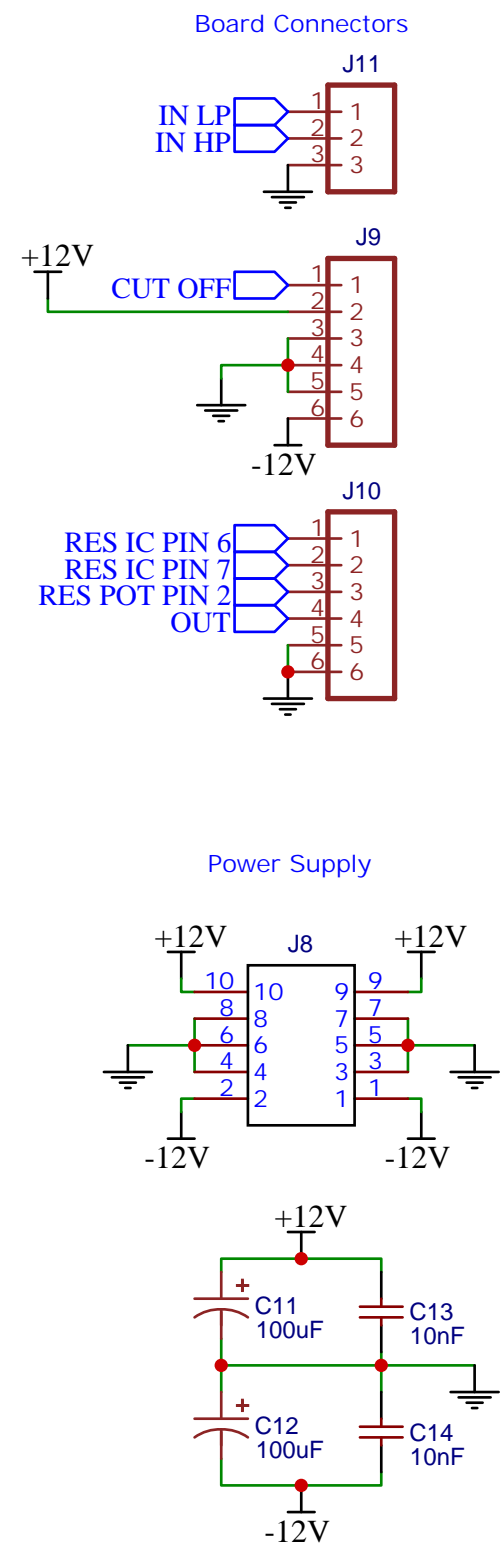 Board Connectors
J11
IN LP 1 1
IN HP 2 2
3 3
J9
+12V
CUT OFF 1 1
2 2
3 3
4 4
5 5
6 6
-12V
J10
RES IC PIN 6 1 1
RES IC PIN 7 2 2
RES POT PIN 2 3 3
OUT 4 4
5 5
6 6
Power Supply
+12V J8 +12V
10 10 9 9
8 8 7 7
6 6 5 5
4 4 3 3
2 2 1 1
-12V -12V
+12V
+ C11 C13
100uF 10nF
+ C12 C14
100uF 10nF
-12V